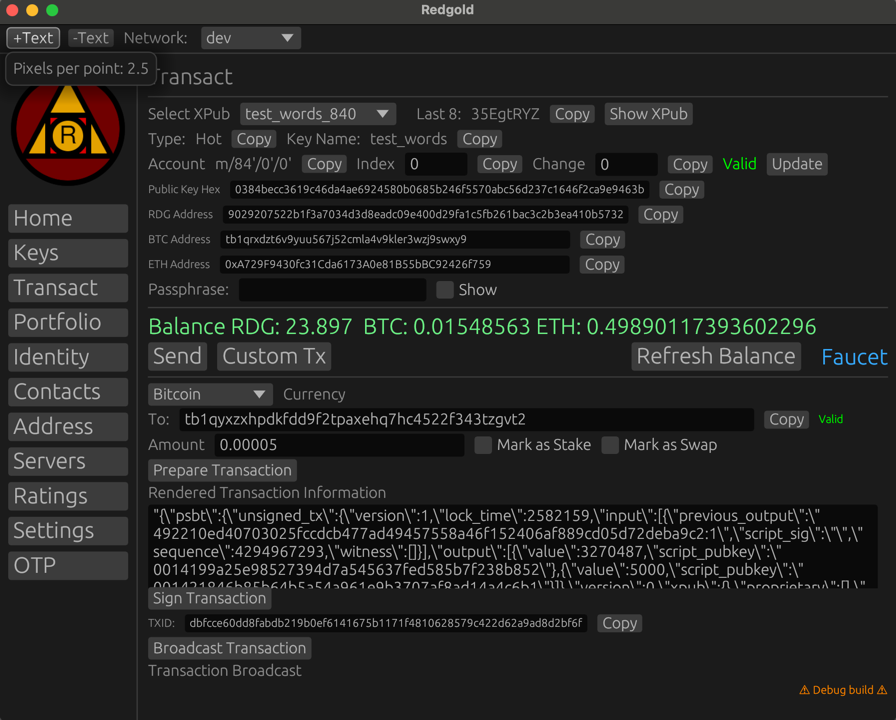 Redgold
+Text -Text Network: dev
Pixels per point: 2.5
Transact
R
Select XPub test_words_840 Last 8: 35EgtRYZ Copy Show XPub
Type: Hot Copy Key Name: test_words Copy
Account m/84'/0'/0' Copy Index 0 Copy Change 0 Copy Valid Update
Public Key Hex 0384becc3619c46da4ae6924580b0685b246f5570abc56d237c1646f2ca9e9463b Copy
RDG Address 9029207522b1f3a7034d3d8eadc09e400d29fa1c5fb261bac3c2b3ea410b5732 Copy
BTC Address tb1qrxdzt6v9yuu567j52cmla4v9kler3wzj9swxy9 Copy
ETH Address 0xA729F9430fc31Cda6173A0e81B55bBC92426f759 Copy
Passphrase: Show
Balance RDG: 23.897 BTC: 0.01548563 ETH: 0.49890117393602296
Send Custom Tx Refresh Balance Faucet
Bitcoin Currency
To: tb1qyxzxhpdkfdd9f2tpaxehq7hc4522f343tzgvt2 Copy Valid
Amount 0.00005 Mark as Stake Mark as Swap
Prepare Transaction
Rendered Transaction Information
"{\"psbt\":{\"unsigned_tx\":{\"version\":1,\"lock_time\":2582159,\"input\":[{\"previous_output\":\"
492210ed40703025fccdcb477ad49457558a46f152406af889cd05d72deba9c2:1\",\"script_sig\":\"\",\"
sequence\":4294967293,\"witness\":[]}],\"output\":[{\"value\":3270487,\"script_pubkey\":\"
0014199a25e98527394d7a545637fed585b7f238b852\"},{\"value\":5000,\"script_pubkey\":\"
Sign Transaction
TXID: dbfcce60dd8fabdb219b0ef6141675b1171f4810628579c422d62a9ad8d2bf6f Copy
Broadcast Transaction
Transaction Broadcast
Home
Keys
Transact
Portfolio
Identity
Contacts
Address
Servers
Ratings
Settings
OTP
⚠ Debug build ⚠